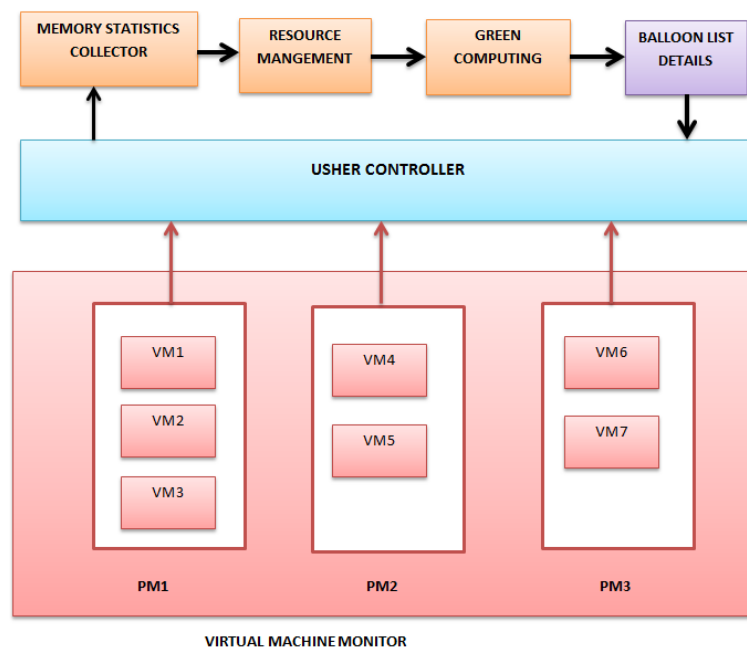 MEMORY STATISTICS
COLLECTOR
RESOURCE
MANGEMENT
GREEN
COMPUTING
BALLOON LIST
DETAILS
USHER CONTROLLER
VM1
VM2
VM3
VM4
VM5
VM6
VM7
PM1
PM2
PM3
VIRTUAL MACHINE MONITOR